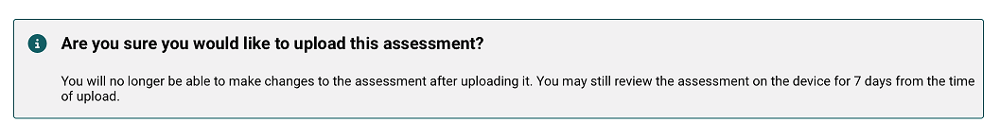 Are you sure you would like to upload this assessment?
You will no longer be able to make changes to the assessment after uploading it. You may still review the assessment on the device for 7 days from the time
of upload.